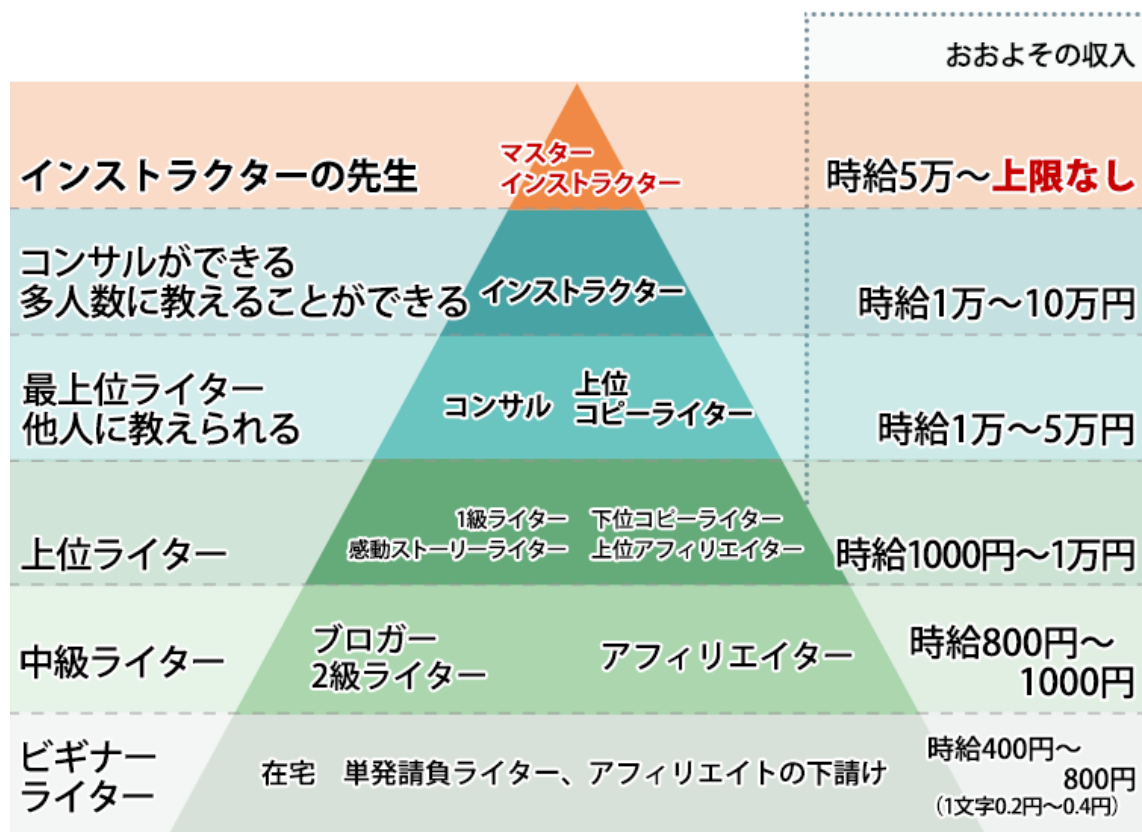 おおよその収入
インストラクターの先生
マスター
インストラクター
時給5万～上限なし
コンサルができる
多人数に教えることができる
インストラクター
時給1万～10万円
最上位ライター
他人に教えられる
コンサル
上位
コピーライター
時給1万～5万円
上位ライター
1級ライター 下位コピーライター
感動ストーリーライター 上位アフィリエイター
時給1000円～1万円
中級ライター
ブロガー
2級ライター
アフィリエイター
時給800円～
1000円
ビギナー
ライター
在宅　単発請負ライター、アフィリエイトの下請け
時給400円～
800円
（1文字0.2円～0.4円）